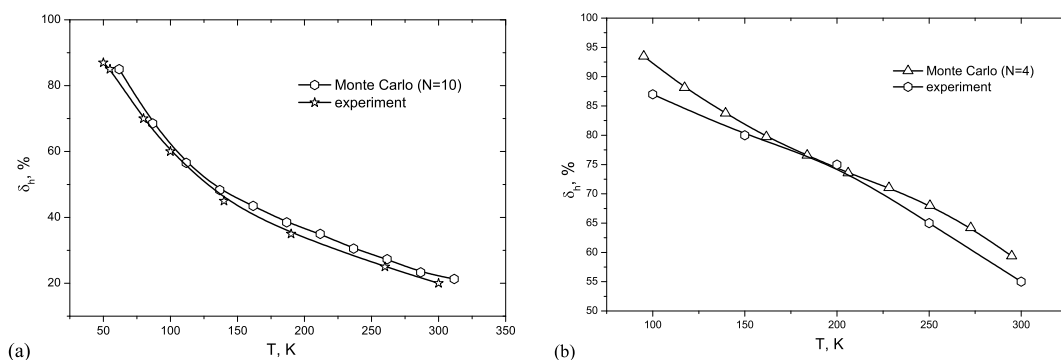 100
80
60
40
20
δh, %
50 100 150 200 250 300 350
T, K
Monte Carlo (N=10)
experiment
(a)
100
95
90
85
80
75
70
65
60
55
50
δh, %
100 150 200 250 300
T, K
Monte Carlo (N=4)
experiment
(b)